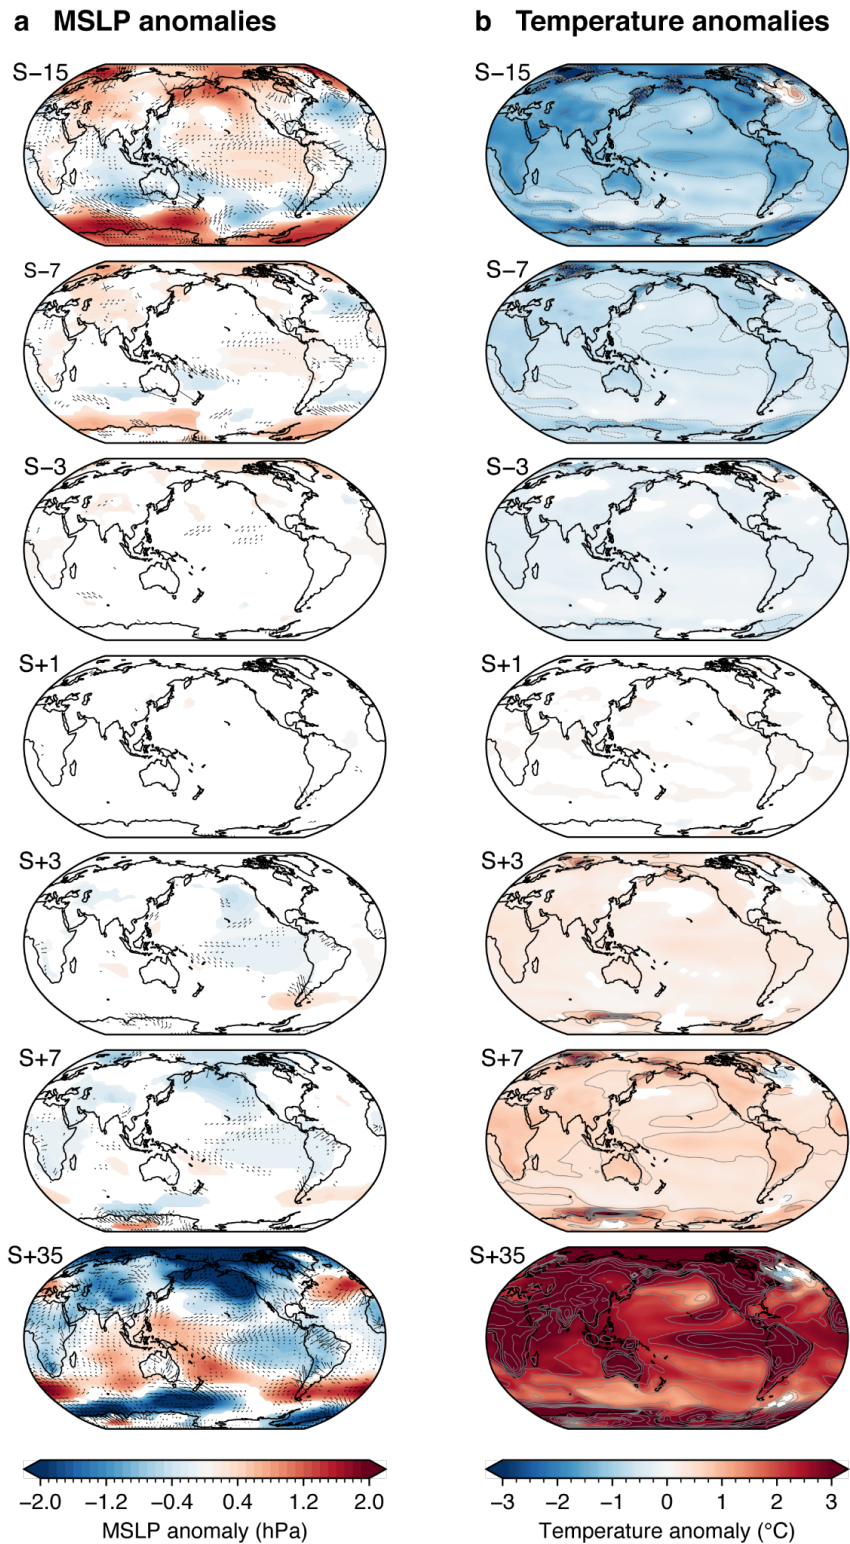 a MSLP anomalies
b Temperature anomalies
S−15
S−15
S−7
S−7
S−3
S−3
S+1
S+1
S+3
S+3
S+7
S+7
S+35
S+35
−2.0 −1.2 −0.4 0.4 1.2 2.0
MSLP anomaly (hPa)
−3 −2 −1 0 1 2 3
Temperature anomaly (°C)